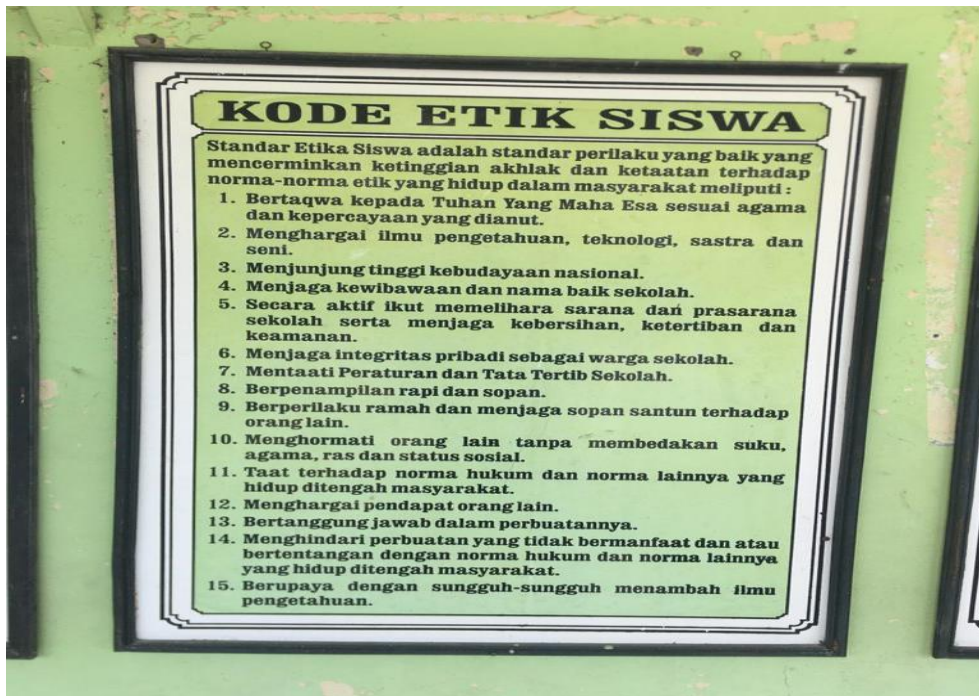 KODE ETIK SISWA
Standar Etika Siswa adalah standar perilaku yang baik yang
mencerminkan ketinggian akhlak dan ketaatan terhadap
norma-norma etik yang hidup dalam masyarakat meliputi :
1. Bertaqwa kepada Tuhan Yang Maha Esa sesuai agama
dan kepercayaan yang dianut.
2. Menghargai ilmu pengetahuan, teknologi, sastra dan
seni.
3. Menjunjung tinggi kebudayaan nasional.
4. Menjaga kewibawaan dan nama baik sekolah.
5. Secara aktif ikut memelihara sarana dan prasarana
sekolah serta menjaga kebersihan, ketertiban dan
keamanan.
6. Menjaga integritas pribadi sebagai warga sekolah.
7. Mentaati Peraturan dan Tata Tertib Sekolah.
8. Berpenampilan rapi dan sopan.
9. Berperilaku ramah dan menjaga sopan santun terhadap
orang lain.
10. Menghormati orang lain tanpa membedakan suku,
agama, ras dan status sosial.
11. Taat terhadap norma hukum dan norma lainnya yang
hidup ditengah masyarakat.
12. Menghargai pendapat orang lain.
13. Bertanggung jawab dalam perbuatannya.
14. Menghindari perbuatan yang tidak bermanfaat dan atau
bertentangan dengan norma hukum dan norma lainnya
yang hidup ditengah masyarakat.
15. Berupaya dengan sungguh-sungguh menambah ilmu
pengetahuan.